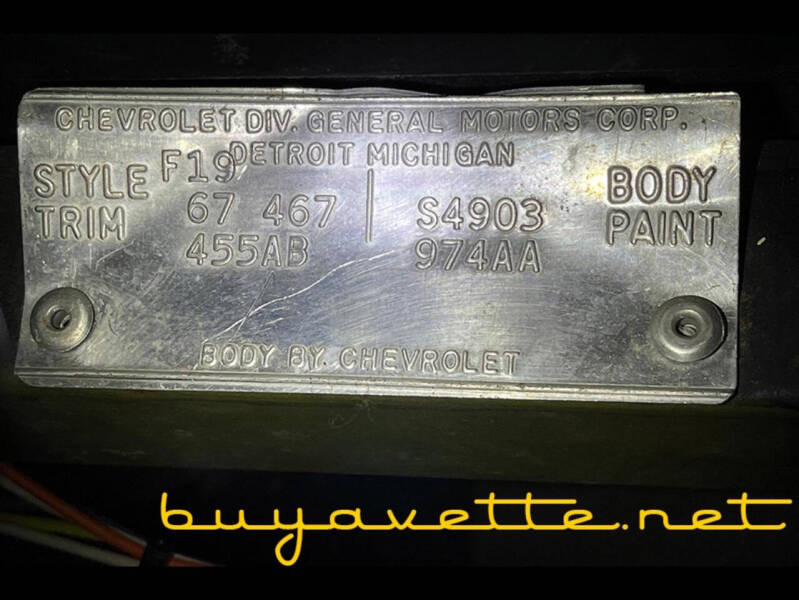 CHEVROLET DIV. GENERAL MOTORS CORP.
DETROIT MICHIGAN
F19
STYLE 67 467 S4903 BODY
TRIM 455AB 974AA PAINT
BODY BY CHEVROLET
buyavette.net